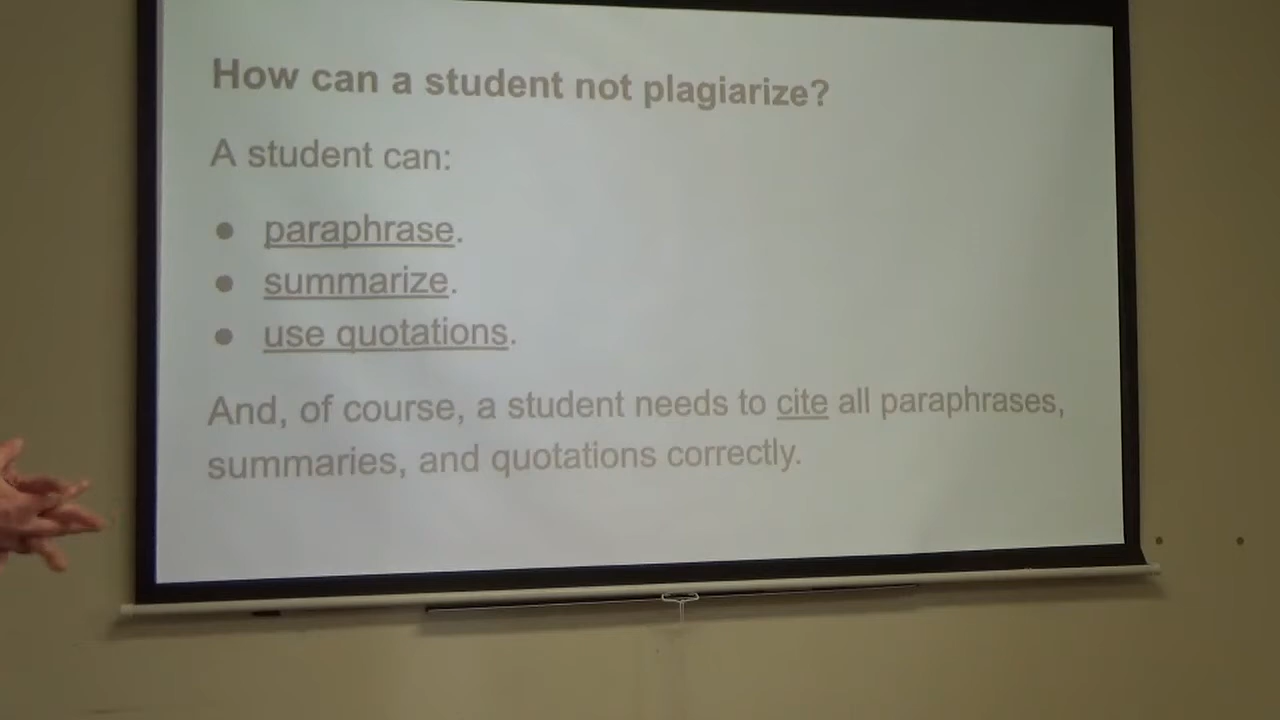 How can a student not plagiarize?
A student can:
● paraphrase.
● summarize.
● use quotations.
And, of course, a student needs to cite all paraphrases,
summaries, and quotations correctly.